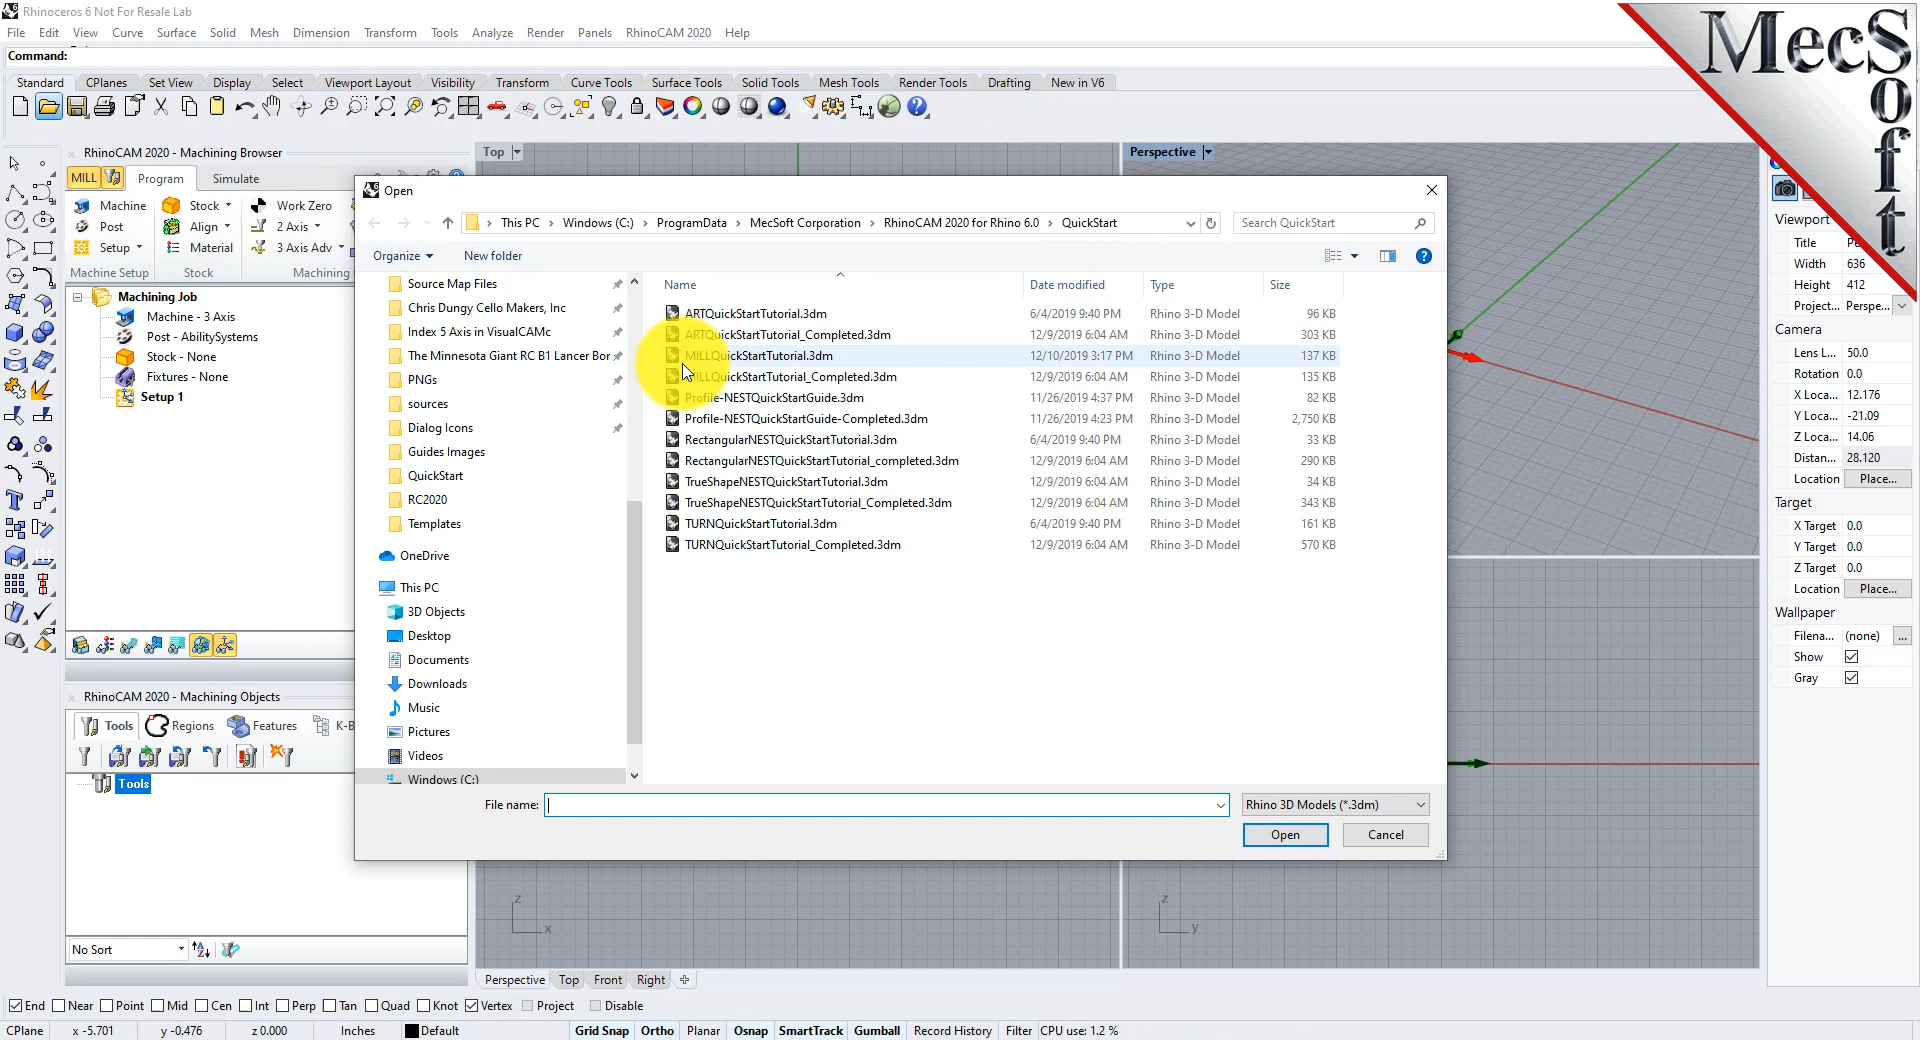 Rhinoceros 6 Not For Resale Lab
File Edit View Curve Surface Solid Mesh Dimension Transform Tools Analyze Render Panels RhinoCAM 2020 Help
Command:
Standard CPlanes Set View Display Select Viewport Layout Visibility Transform Curve Tools Surface Tools Solid Tools Mesh Tools Render Tools Drafting New in V6
MecSoft
RhinoCAM 2020 - Machining Browser
MILL Program Simulate
Machine Stock Work Zero
Post Align 2 Axis
Setup Material 3 Axis Adv
Machine Setup Stock Machining
Machining Job
Machine - 3 Axis
Post - AbilitySystems
Stock - None
Fixtures - None
Setup 1
RhinoCAM 2020 - Machining Objects
Tools Regions Features K-B
Tools
No Sort
Top
Perspective
Open
This PC Windows (C:) ProgramData MecSoft Corporation RhinoCAM 2020 for Rhino 6.0 QuickStart Search QuickStart
Organize New folder
Source Map Files
Chris Dungy Cello Makers, Inc
Index 5 Axis in VisualCAMc
The Minnesota Giant RC B1 Lancer Bor
PNGs
sources
Dialog Icons
Guides Images
QuickStart
RC2020
Templates
OneDrive
This PC
3D Objects
Desktop
Documents
Downloads
Music
Pictures
Videos
Windows (C:)
Name Date modified Type Size
ARTQuickStartTutorial.3dm 6/4/2019 9:40 PM Rhino 3-D Model 96 KB
ARTQuickStartTutorial_Completed.3dm 12/9/2019 6:04 AM Rhino 3-D Model 303 KB
MILLQuickStartTutorial.3dm 12/10/2019 3:17 PM Rhino 3-D Model 137 KB
MILLQuickStartTutorial_Completed.3dm 12/9/2019 6:04 AM Rhino 3-D Model 135 KB
Profile-NESTQuickStartGuide.3dm 11/26/2019 4:37 PM Rhino 3-D Model 82 KB
Profile-NESTQuickStartGuide-Completed.3dm 11/26/2019 4:23 PM Rhino 3-D Model 2,750 KB
RectangularNESTQuickStartTutorial.3dm 6/4/2019 9:40 PM Rhino 3-D Model 33 KB
RectangularNESTQuickStartTutorial_completed.3dm 12/9/2019 6:04 AM Rhino 3-D Model 290 KB
TrueShapeNESTQuickStartTutorial.3dm 12/9/2019 6:04 AM Rhino 3-D Model 34 KB
TrueShapeNESTQuickStartTutorial_Completed.3dm 12/9/2019 6:04 AM Rhino 3-D Model 343 KB
TURNQuickStartTutorial.3dm 6/4/2019 9:40 PM Rhino 3-D Model 161 KB
TURNQuickStartTutorial_Completed.3dm 12/9/2019 6:04 AM Rhino 3-D Model 570 KB
File name: Rhino 3D Models (*.3dm)
Open Cancel
Viewport
Title Pe
Width 636
Height 412
Project... Perspe...
Camera
Lens L... 50.0
Rotation 0.0
X Loca... 12.176
Y Loca... -21.09
Z Loca... 14.06
Distan... 28.120
Location Place...
Target
X Target 0.0
Y Target 0.0
Z Target 0.0
Location Place...
Wallpaper
Filena... (none) ...
Show
Gray
z x
z y
Perspective Top Front Right
End Near Point Mid Cen Int Perp Tan Quad Knot Vertex Project Disable
CPlane x -5.701 y -0.476 z 0.000 Inches Default Grid Snap Ortho Planar Osnap SmartTrack Gumball Record History Filter CPU use: 1.2 %